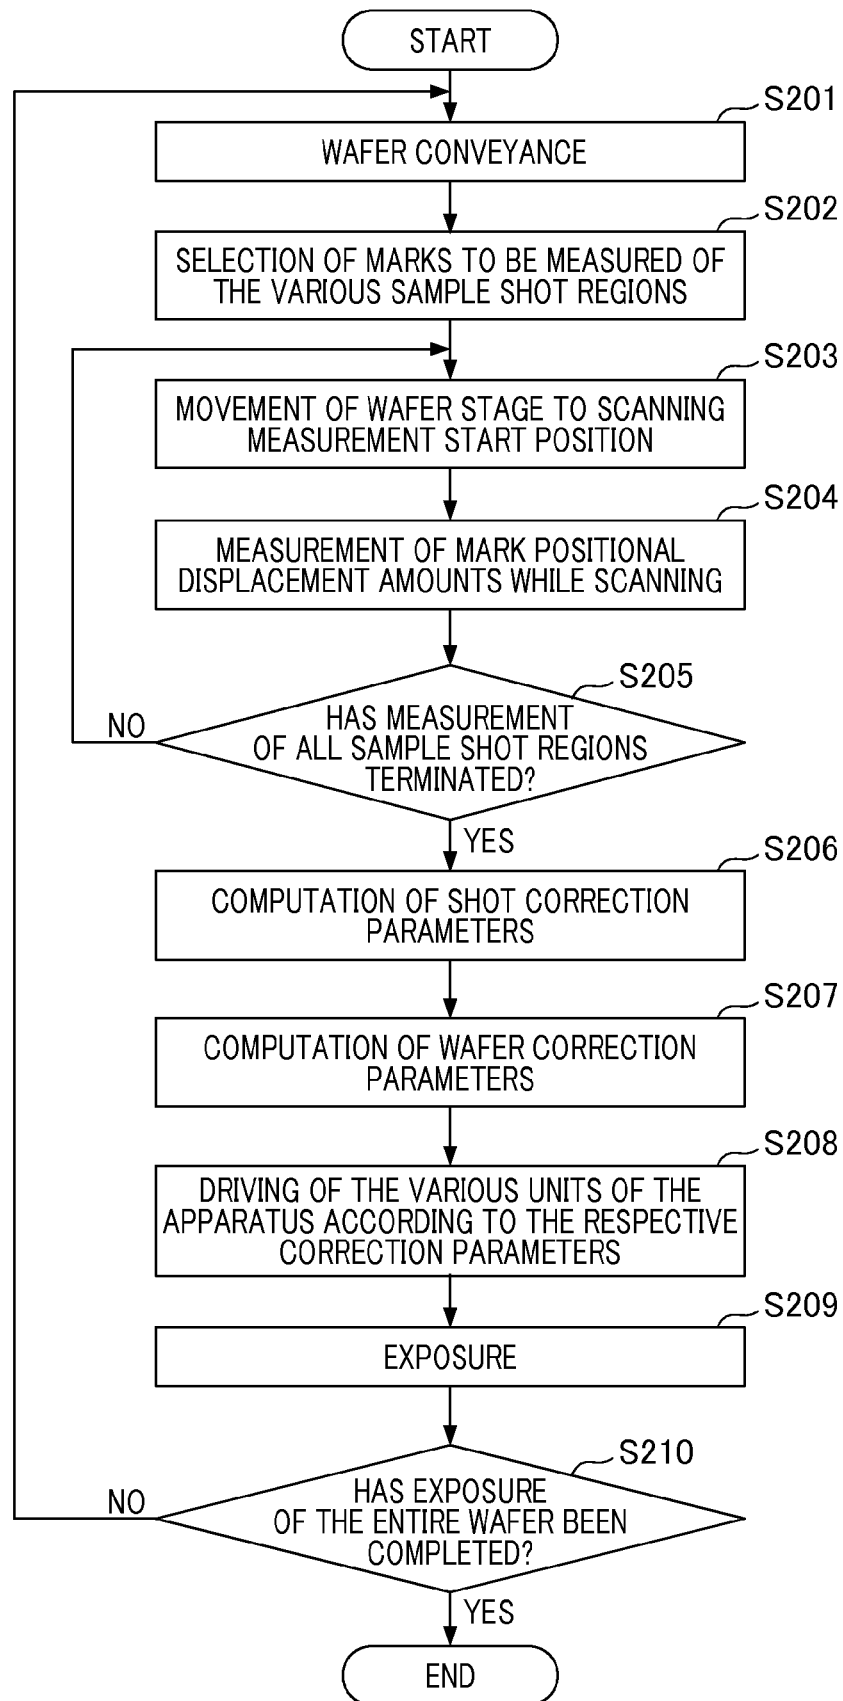 START
S201
WAFER CONVEYANCE
S202
SELECTION OF MARKS TO BE MEASURED OF
THE VARIOUS SAMPLE SHOT REGIONS
S203
MOVEMENT OF WAFER STAGE TO SCANNING
MEASUREMENT START POSITION
S204
MEASUREMENT OF MARK POSITIONAL
DISPLACEMENT AMOUNTS WHILE SCANNING
S205
HAS MEASUREMENT
OF ALL SAMPLE SHOT REGIONS
TERMINATED?
NO
YES
S206
COMPUTATION OF SHOT CORRECTION
PARAMETERS
S207
COMPUTATION OF WAFER CORRECTION
PARAMETERS
S208
DRIVING OF THE VARIOUS UNITS OF THE
APPARATUS ACCORDING TO THE RESPECTIVE
CORRECTION PARAMETERS
S209
EXPOSURE
S210
HAS EXPOSURE
OF THE ENTIRE WAFER BEEN
COMPLETED?
NO
YES
END